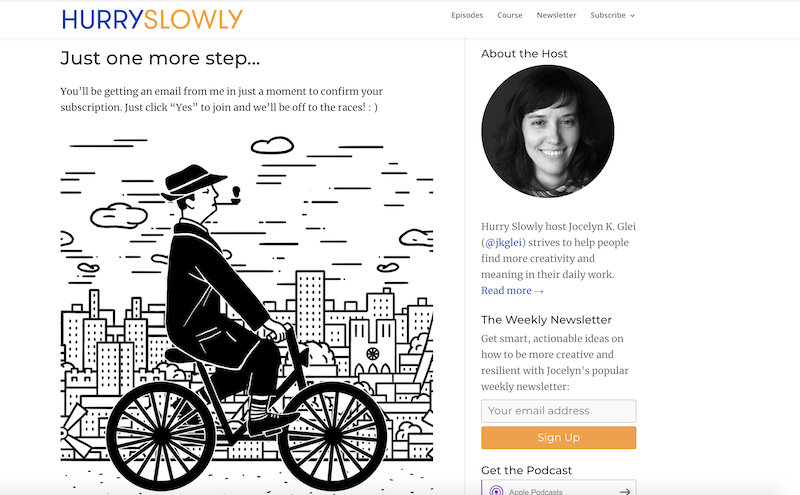 HURRYSLOWLY
Episodes Course Newsletter Subscribe
Just one more step...
You’ll be getting an email from me in just a moment to confirm your
subscription. Just click “Yes” to join and we’ll be off to the races! : )
About the Host
Hurry Slowly host Jocelyn K. Glei
(@jkglei) strives to help people
find more creativity and
meaning in their daily work.
Read more →
The Weekly Newsletter
Get smart, actionable ideas on
how to be more creative and
resilient with Jocelyn's popular
weekly newsletter:
Your email address
Sign Up
Get the Podcast
Apple Podcasts →